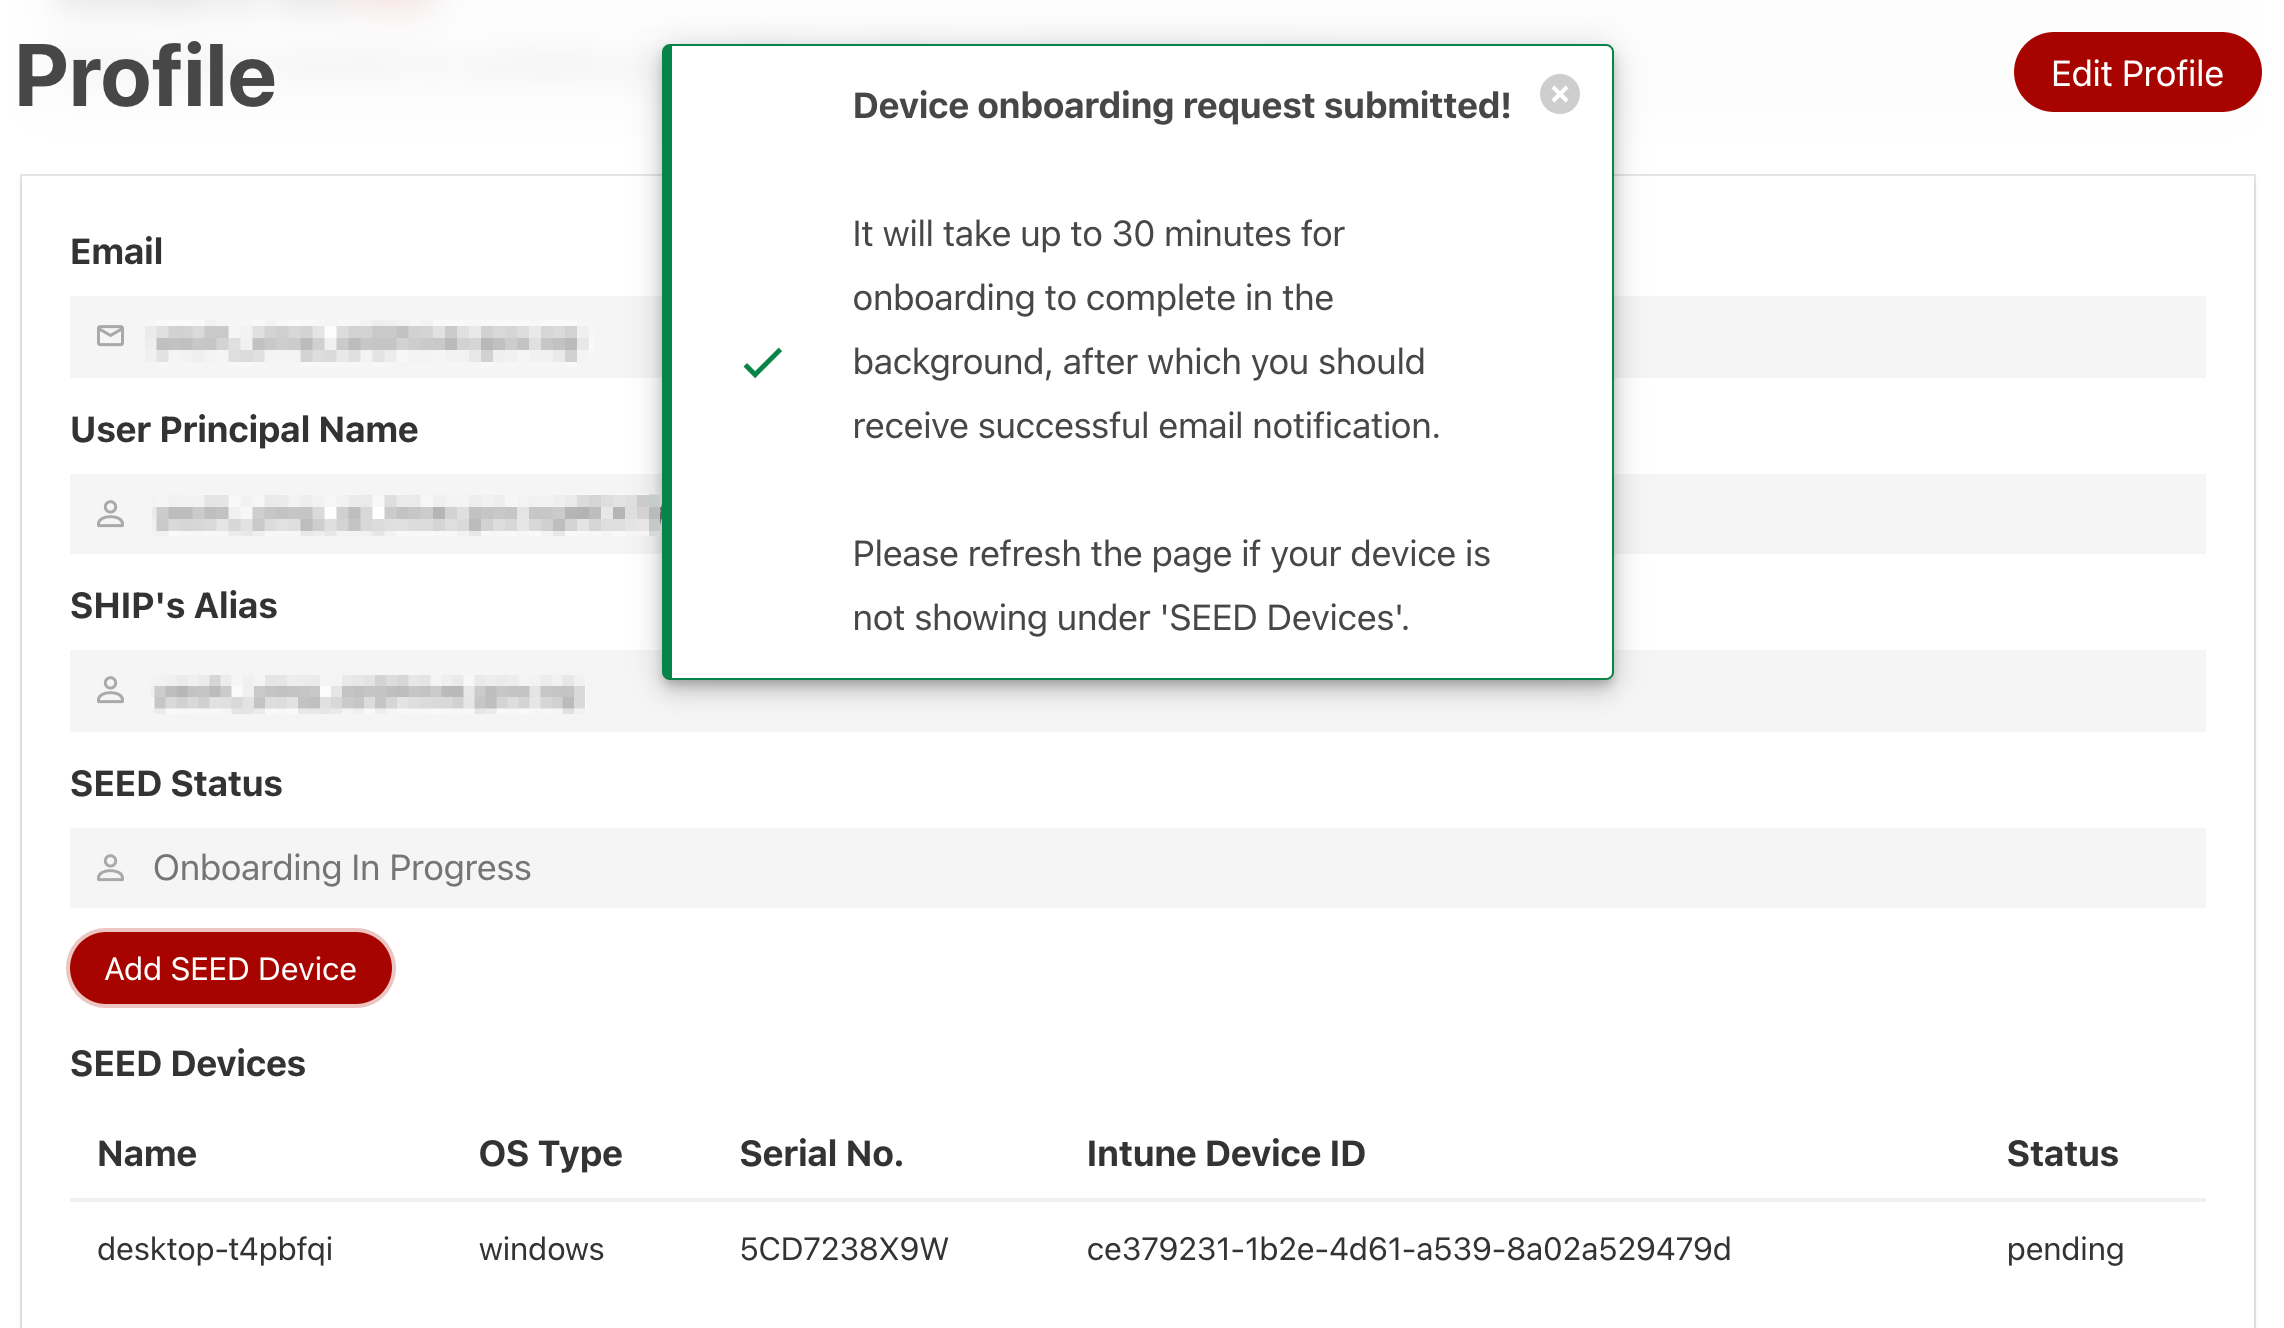 Profile
Edit Profile
Device onboarding request submitted!
It will take up to 30 minutes for
onboarding to complete in the
background, after which you should
receive successful email notification.
Please refresh the page if your device is
not showing under 'SEED Devices'.
Email
User Principal Name
SHIP's Alias
SEED Status
Onboarding In Progress
Add SEED Device
SEED Devices
Name OS Type Serial No. Intune Device ID Status
desktop-t4pbfqi windows 5CD7238X9W ce379231-1b2e-4d61-a539-8a02a529479d pending